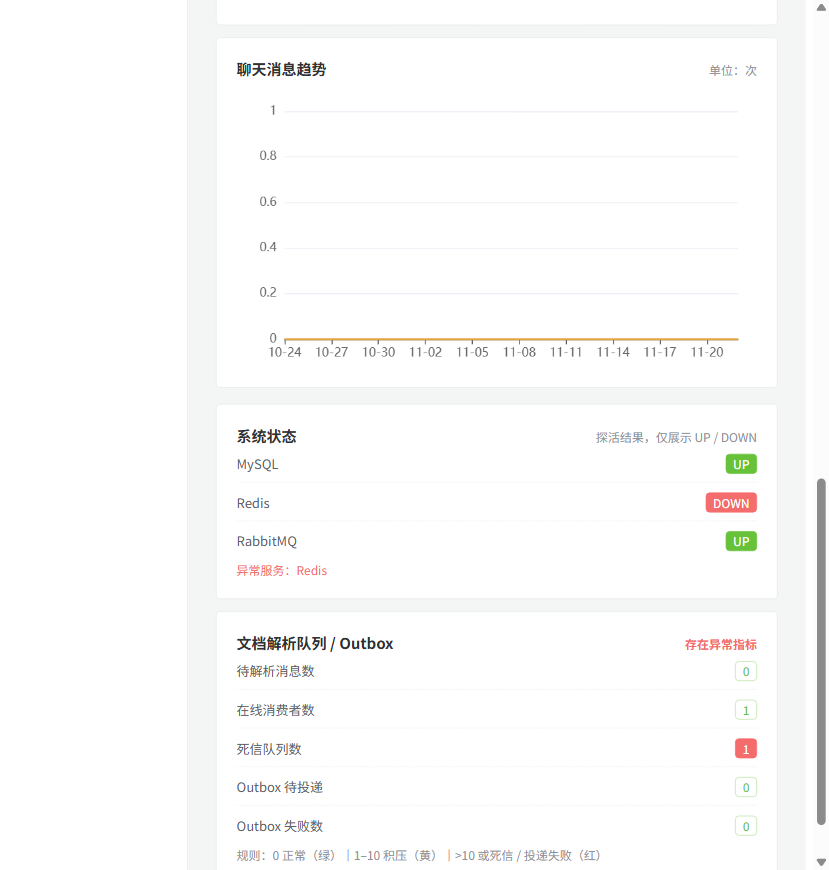 聊天消息趋势
单位：次
1
0.8
0.6
0.4
0.2
0
10-24 10-27 10-30 11-02 11-05 11-08 11-11 11-14 11-17 11-20
系统状态
探活结果，仅展示 UP / DOWN
MySQL UP
Redis DOWN
RabbitMQ UP
异常服务：Redis
文档解析队列 / Outbox
存在异常指标
待解析消息数 0
在线消费者数 1
死信队列数 1
Outbox 待投递 0
Outbox 失败数 0
规则：0 正常（绿）｜1–10 积压（黄）｜>10 或死信 / 投递失败（红）